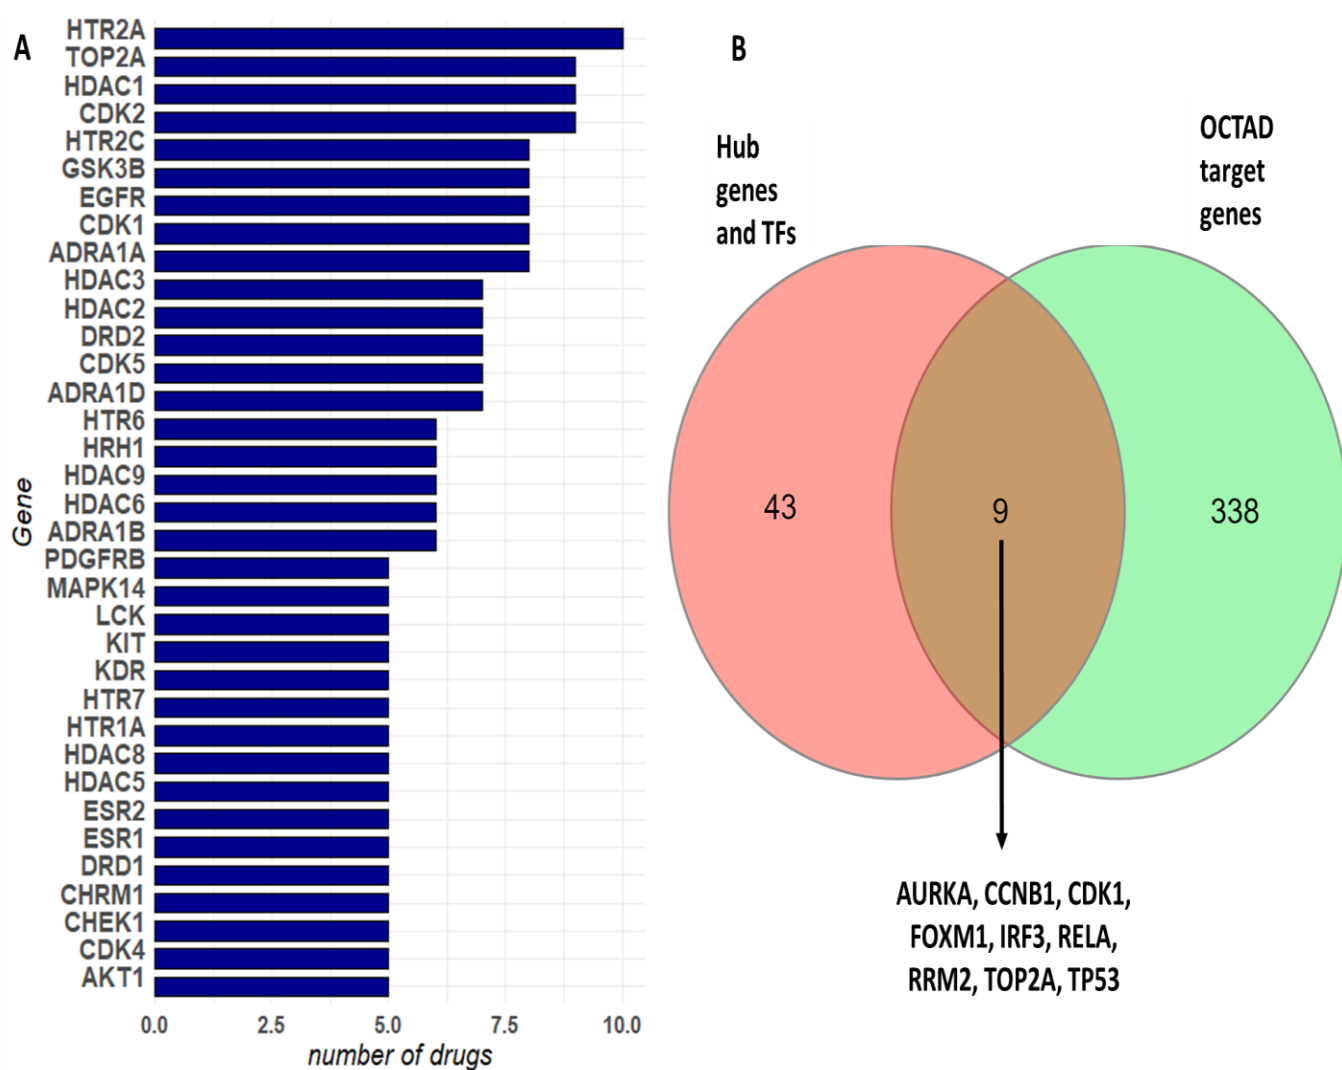 A
HTR2A
TOP2A
HDAC1
CDK2
HTR2C
GSK3B
EGFR
CDK1
ADRA1A
HDAC3
HDAC2
DRD2
CDK5
ADRA1D
HTR6
HRH1
HDAC9
HDAC6
ADRA1B
PDGFRB
MAPK14
LCK
KIT
KDR
HTR7
HTR1A
HDAC8
HDAC5
ESR2
ESR1
DRD1
CHRM1
CHEK1
CDK4
AKT1
Gene
0.0 2.5 5.0 7.5 10.0
number of drugs
B
Hub
genes
and TFs
OCTAD
target
genes
43 9 338
AURKA, CCNB1, CDK1,
FOXM1, IRF3, RELA,
RRM2, TOP2A, TP53